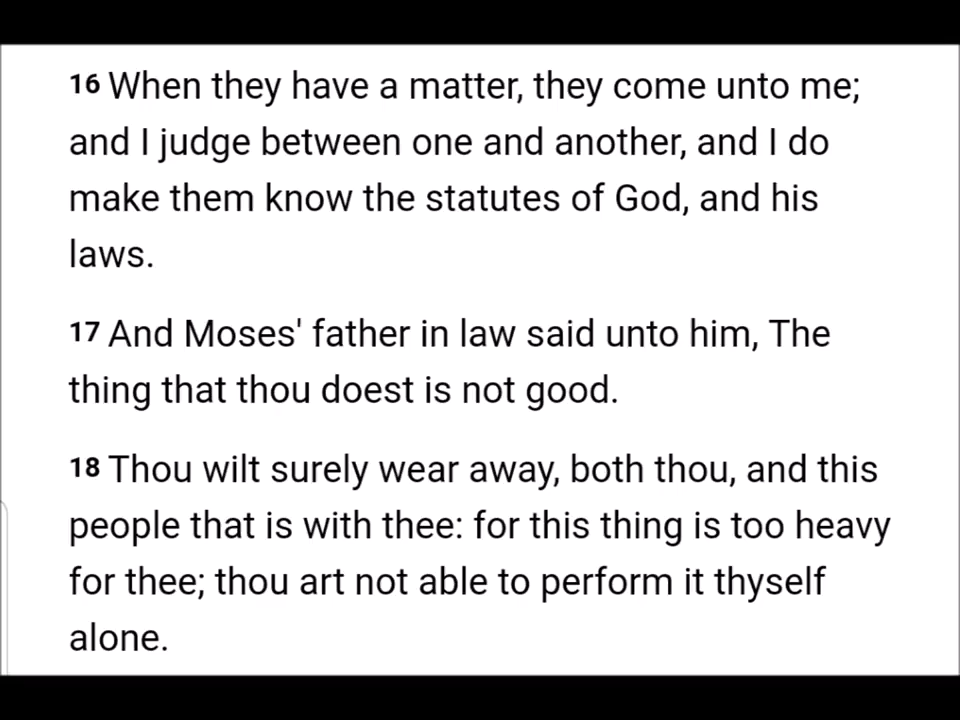 16 When they have a matter, they come unto me;
and I judge between one and another, and I do
make them know the statutes of God, and his
laws.
17 And Moses' father in law said unto him, The
thing that thou doest is not good.
18 Thou wilt surely wear away, both thou, and this
people that is with thee: for this thing is too heavy
for thee; thou art not able to perform it thyself
alone.